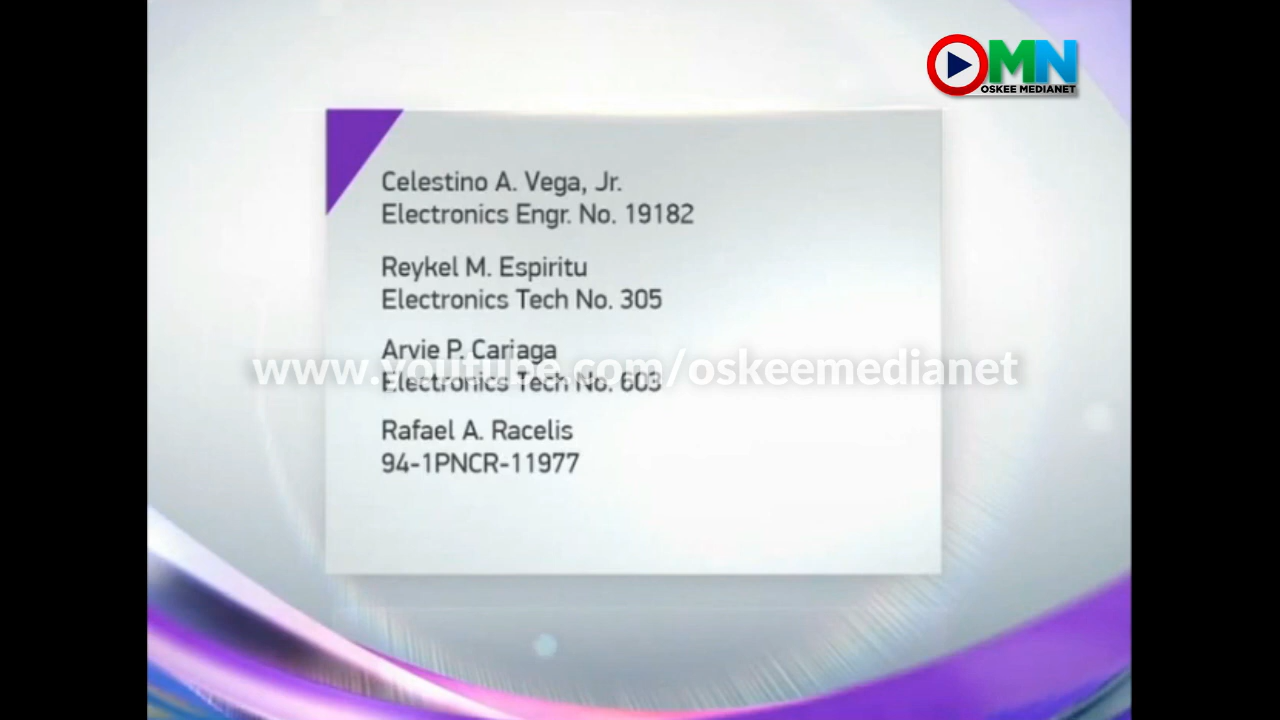 OMN
OSKEE MEDIANET
Celestino A. Vega, Jr.
Electronics Engr. No. 19182
Reykel M. Espiritu
Electronics Tech No. 305
Arvie P. Cariaga
www.youtube.com/oskeemedianet
Electronics Tech No. 603
Rafael A. Racelis
94-1PNCR-11977